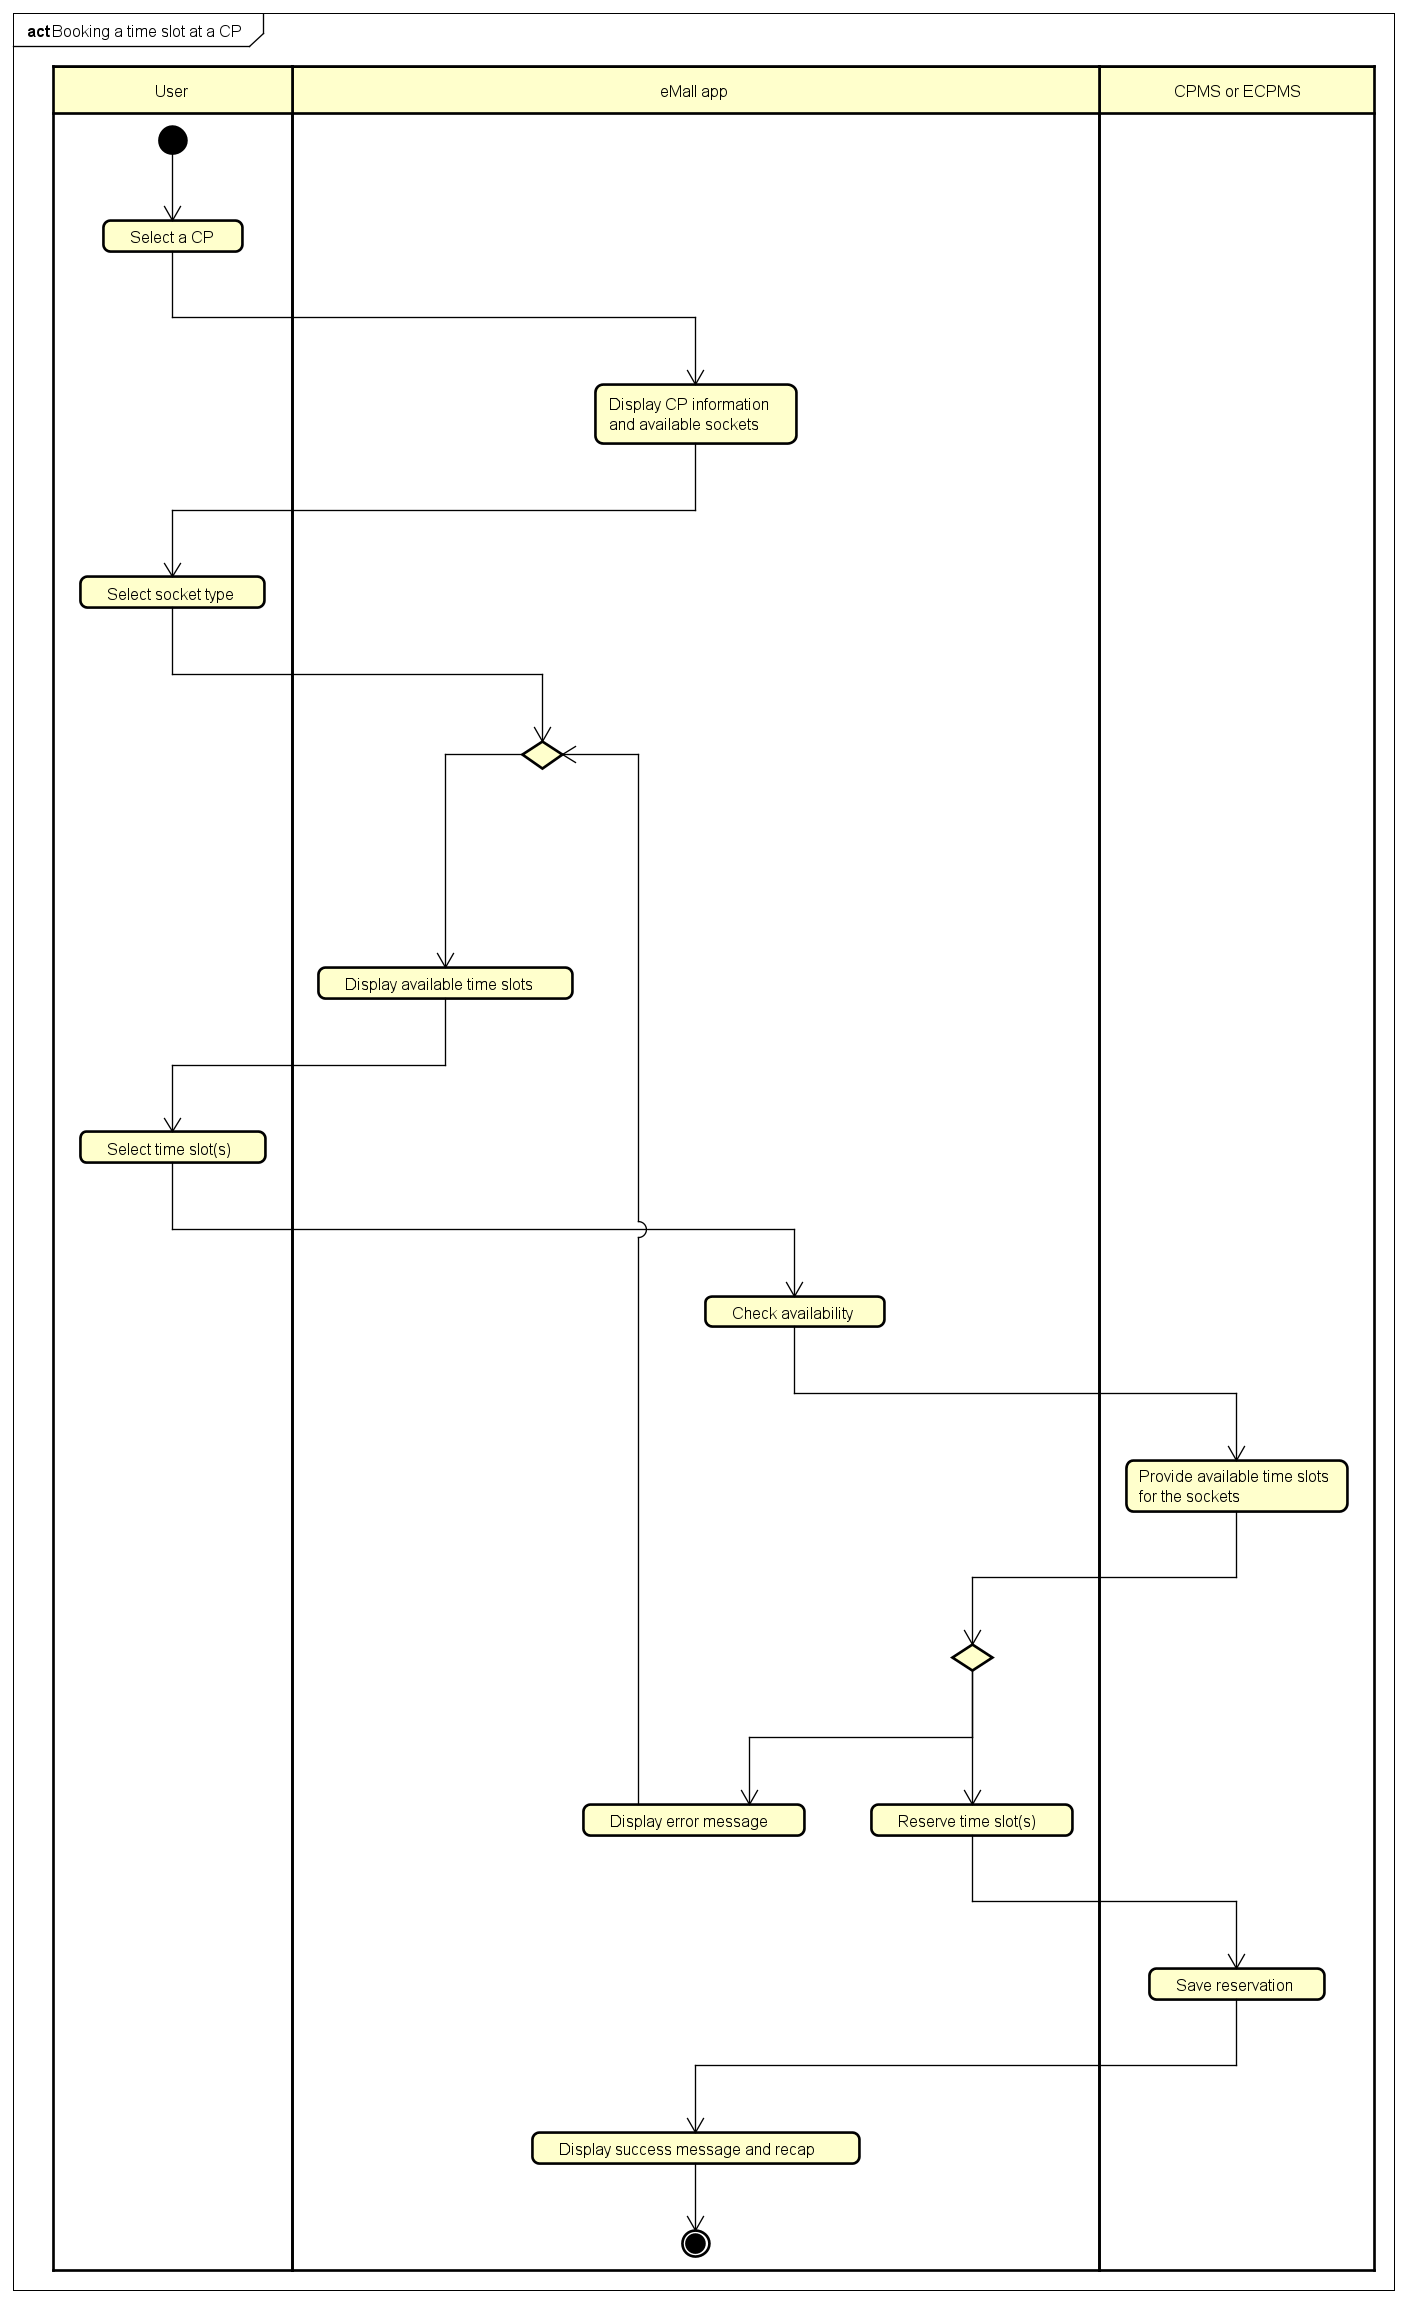 act Booking a time slot at a CP
User
eMall app
CPMS or ECPMS
Select a CP
Display CP information
and available sockets
Select socket type
Display available time slots
Select time slot(s)
Check availability
Provide available time slots
for the sockets
Display error message
Reserve time slot(s)
Save reservation
Display success message and recap